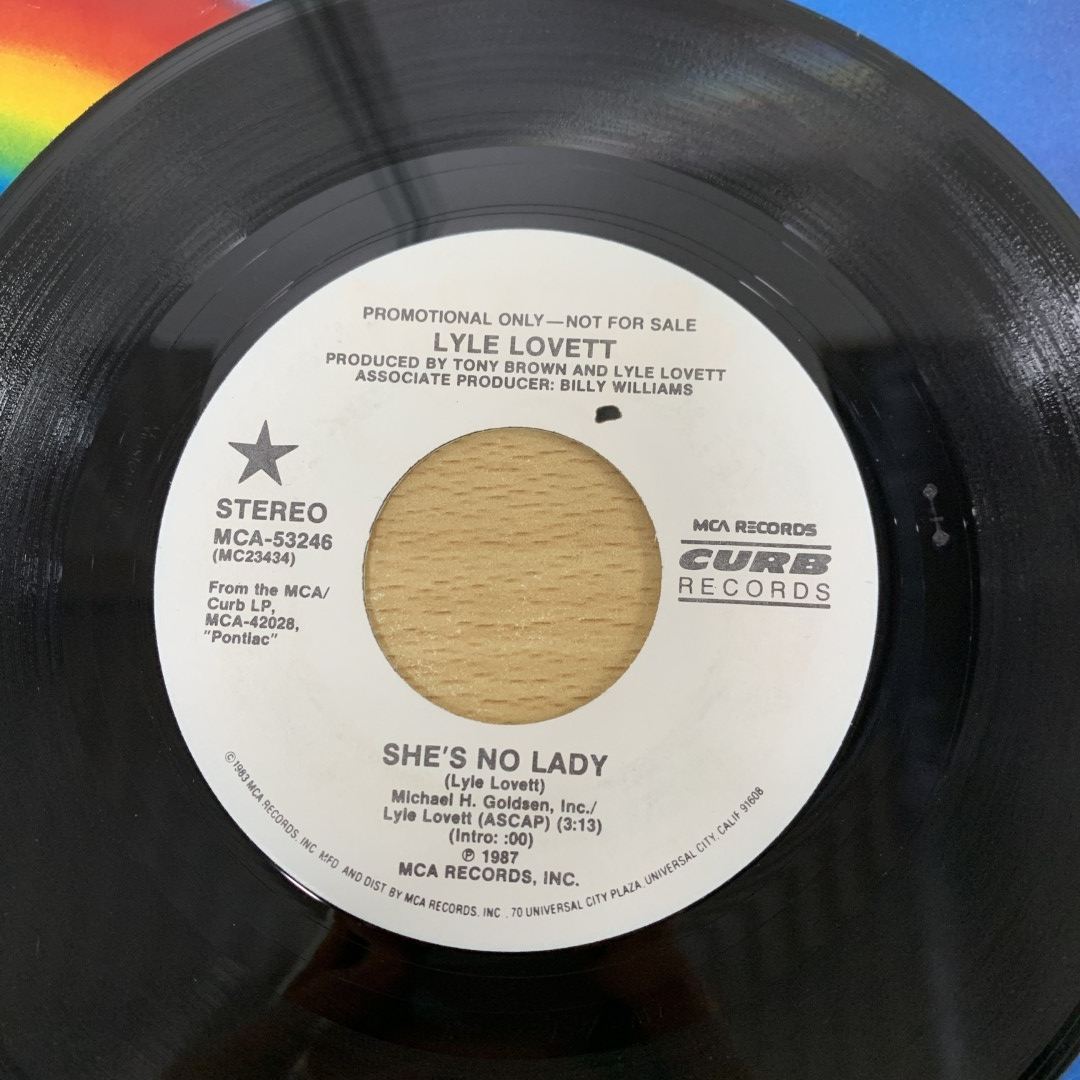 PROMOTIONAL ONLY—NOT FOR SALE
LYLE LOVETT
PRODUCED BY TONY BROWN AND LYLE LOVETT
ASSOCIATE PRODUCER: BILLY WILLIAMS
STEREO
MCA-53246
(MC23434)
From the MCA/
Curb LP,
MCA-42028,
"Pontiac"
MCA RECORDS
CURB
RECORDS
SHE'S NO LADY
(Lyle Lovett)
Michael H. Goldsen, Inc./
Lyle Lovett (ASCAP) (3:13)
(Intro: :00)
℗ 1987
MCA RECORDS, INC.
©1983 MCA RECORDS, INC MFD AND DIST BY MCA RECORDS, INC., 70 UNIVERSAL CITY PLAZA, UNIVERSAL CITY, CALIF 91608